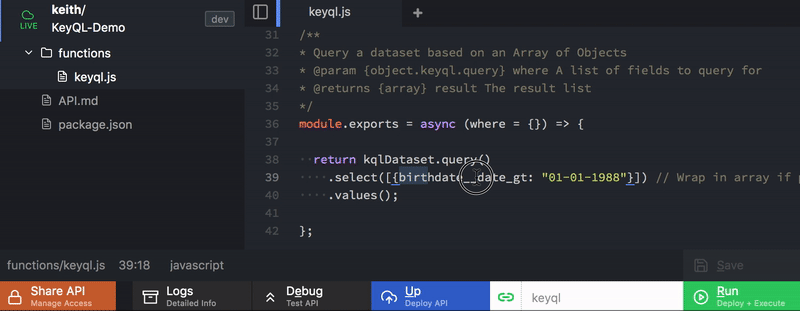 keith/
LIVE
KeyQL-Demo
dev
functions
keyql.js
API.md
package.json
keyql.js
+
31 /**
32 * Query a dataset based on an Array of Objects
33 * @param {object.keyql.query} where A list of fields to query for
34 * @returns {array} result The result list
35 */
36 module.exports = async (where = {}) => {
37
38 ··return kqlDataset.query()
39 ····.select([{birthdate__date_gt: "01-01-1988"}]) // Wrap in array if p
40 ····.values();
41
42 };
functions/keyql.js 39:18 javascript
Save
Share API
Manage Access
Logs
Detailed Info
Debug
Test API
Up
Deploy API
keyql
Run
Deploy + Execute